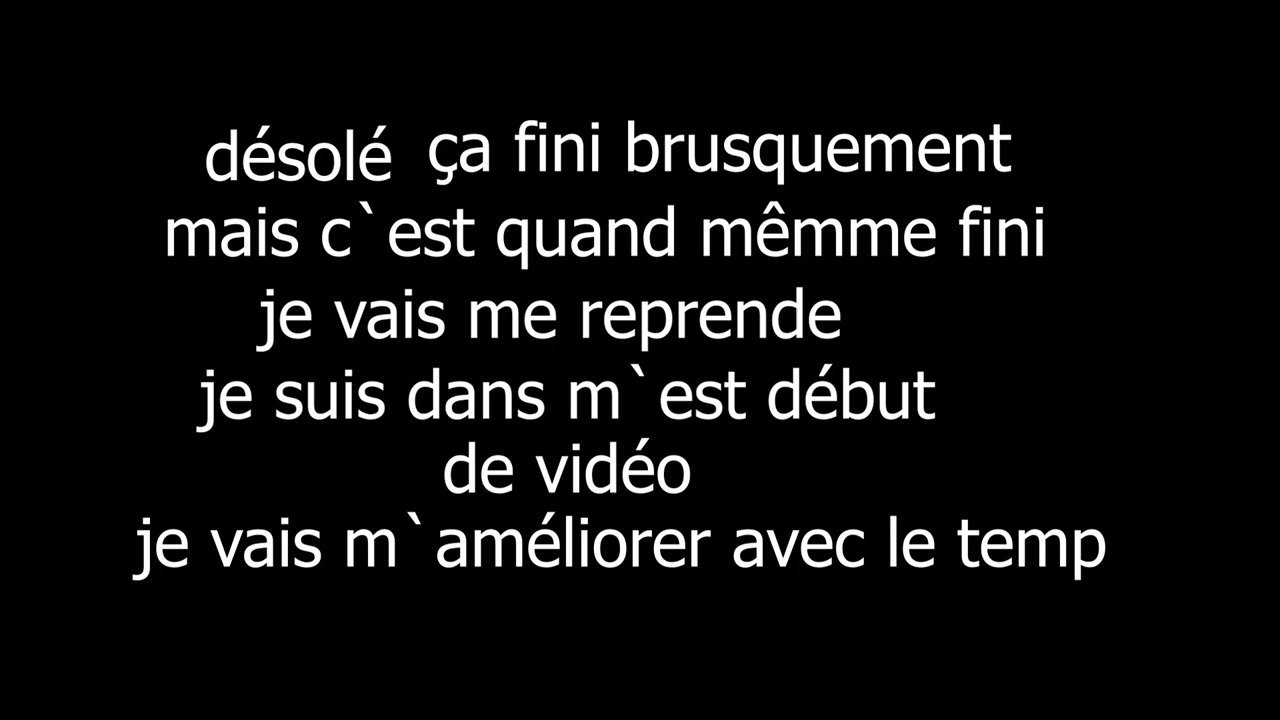 désolé ça fini brusquement
mais c`est quand mêmme fini
je vais me reprende
je suis dans m`est début
de vidéo
je vais m`améliorer avec le temp